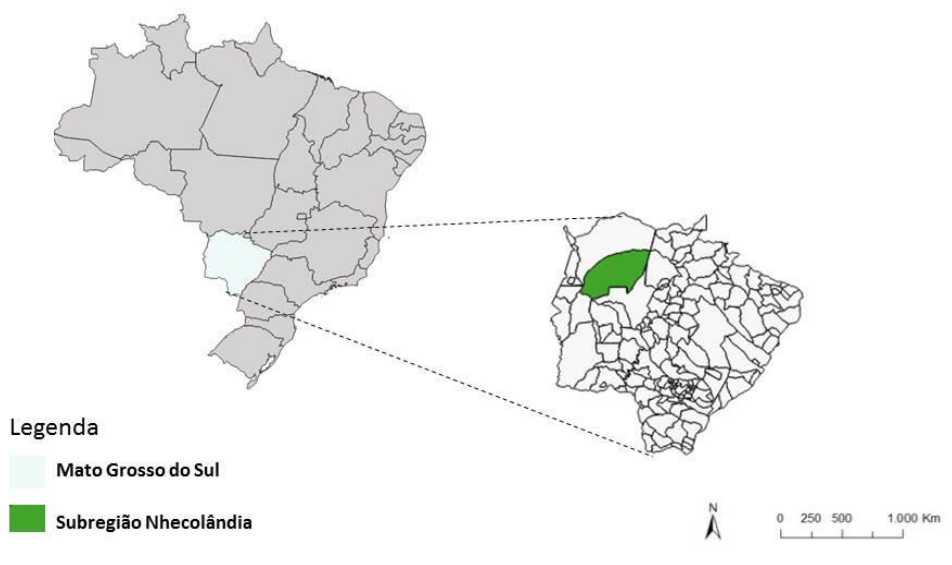 Legenda
Mato Grosso do Sul
Subregião Nhecolândia
N
0 250 500 1.000 Km